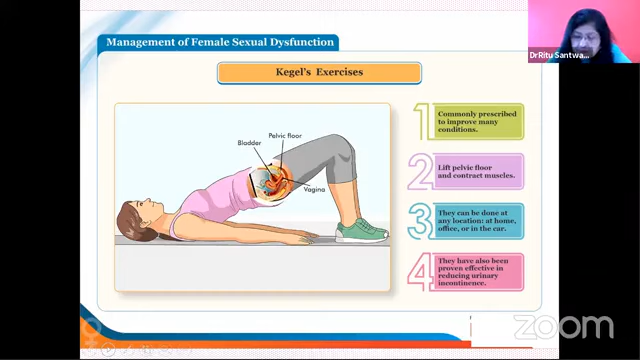 Management of Female Sexual Dysfunction
DrRitu Santwa...
Kegel's Exercises
Bladder
Pelvic floor
Vagina
1
Commonly prescribed
to improve many
conditions.
2
Lift pelvic floor
and contract muscles.
3
They can be done at
any location: at home,
office, or in the car.
4
They have also been
proven effective in
reducing urinary
incontinence.
zoom